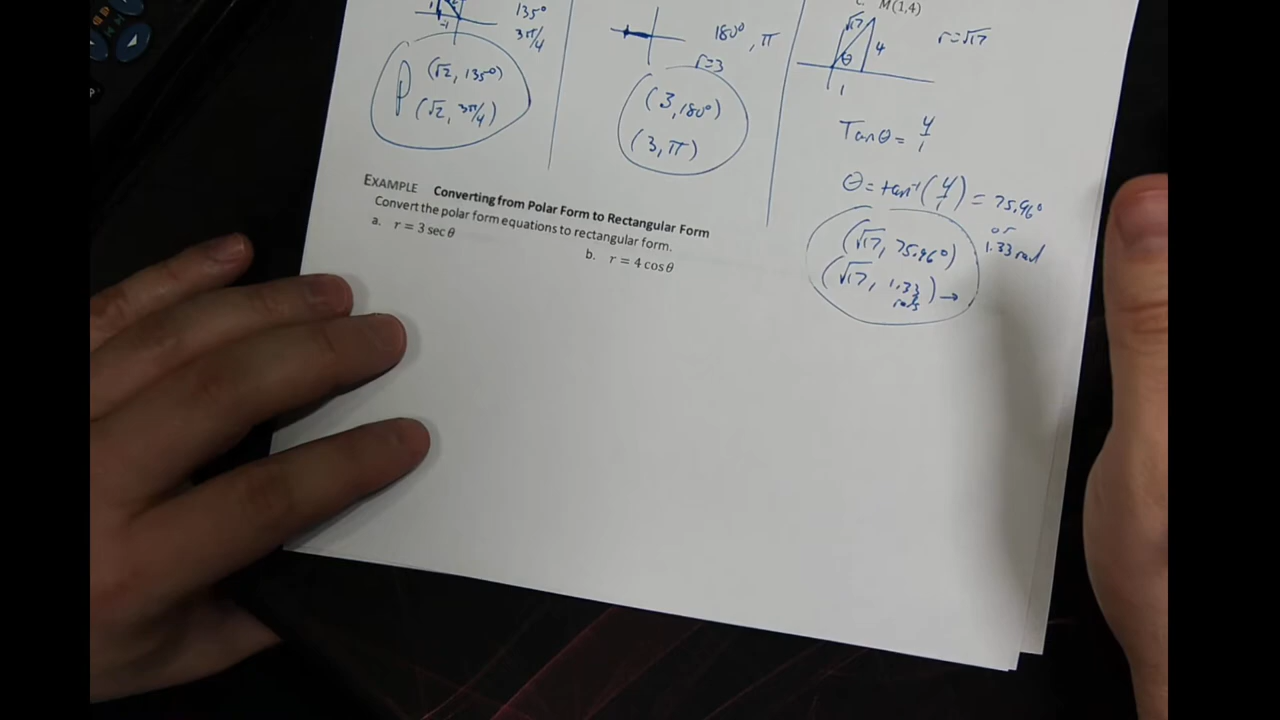 135°
3π/4
-1
P (√2, 135°)
(√2, 3π/4)
180°, π
r=3
(3, 180°)
(3, π)
c. M(1,4)
√17
4
θ
1
r=√17
Tanθ = 4/1
θ = tan⁻¹(4/1) = 75.96°
or
1.33 rad
(√17, 75.96°)
(√17, 1.33 rads) →
EXAMPLE Converting from Polar Form to Rectangular Form
Convert the polar form equations to rectangular form.
a. r = 3 sec θ
b. r = 4 cos θ